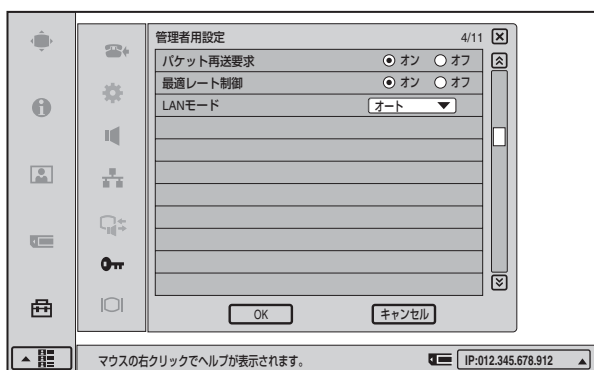 管理者用設定 4/11
パケット再送要求 オン オフ
最適レート制御 オン オフ
LANモード オート
OK キャンセル
マウスの右クリックでヘルプが表示されます。 IP:012.345.678.912